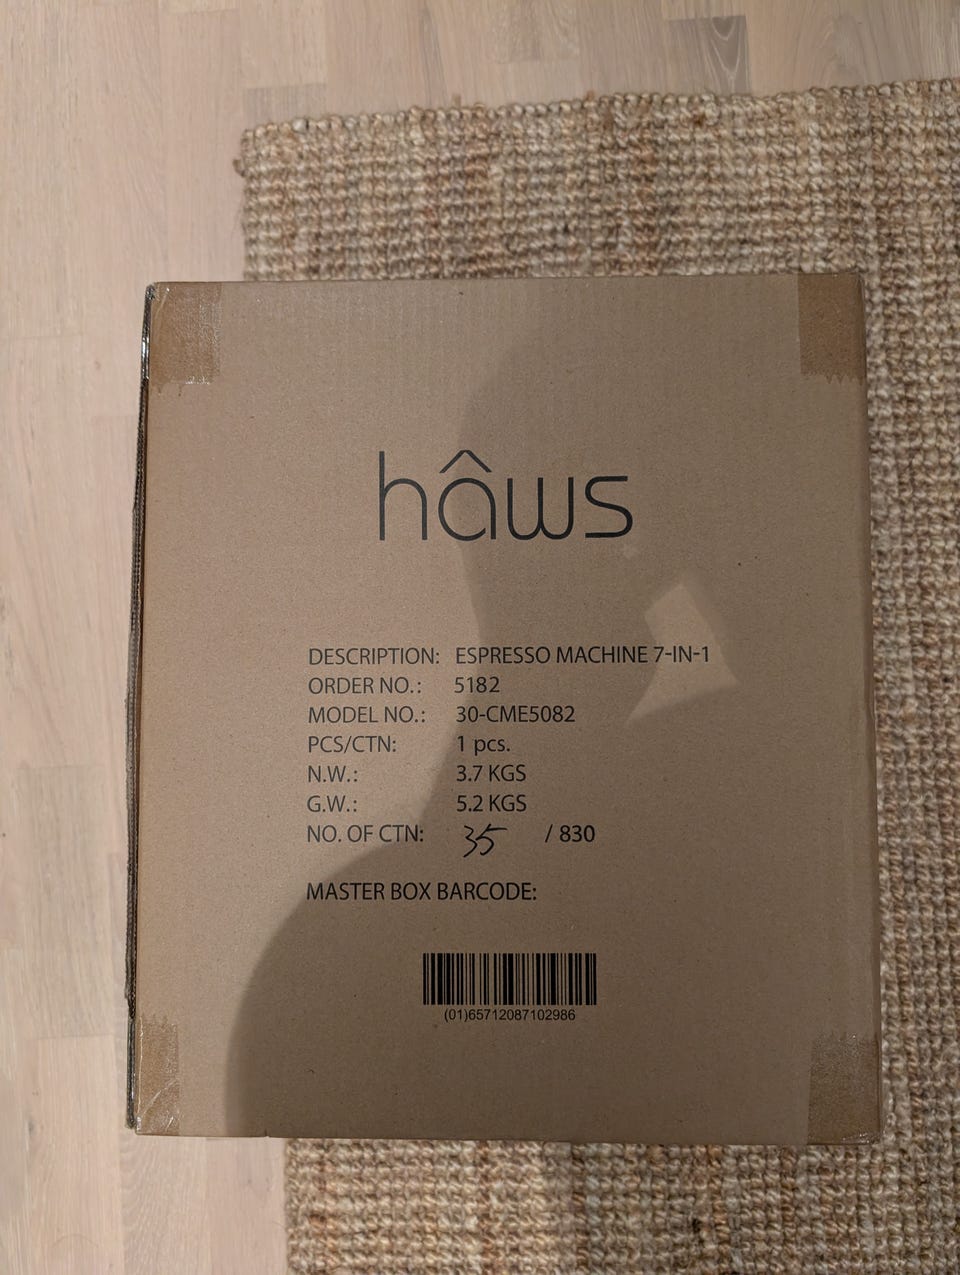 hâws
DESCRIPTION: ESPRESSO MACHINE 7-IN-1
ORDER NO.: 5182
MODEL NO.: 30-CME5082
PCS/CTN: 1 pcs.
N.W.: 3.7 KGS
G.W.: 5.2 KGS
NO. OF CTN: 35 / 830
MASTER BOX BARCODE:
(01)65712087102986